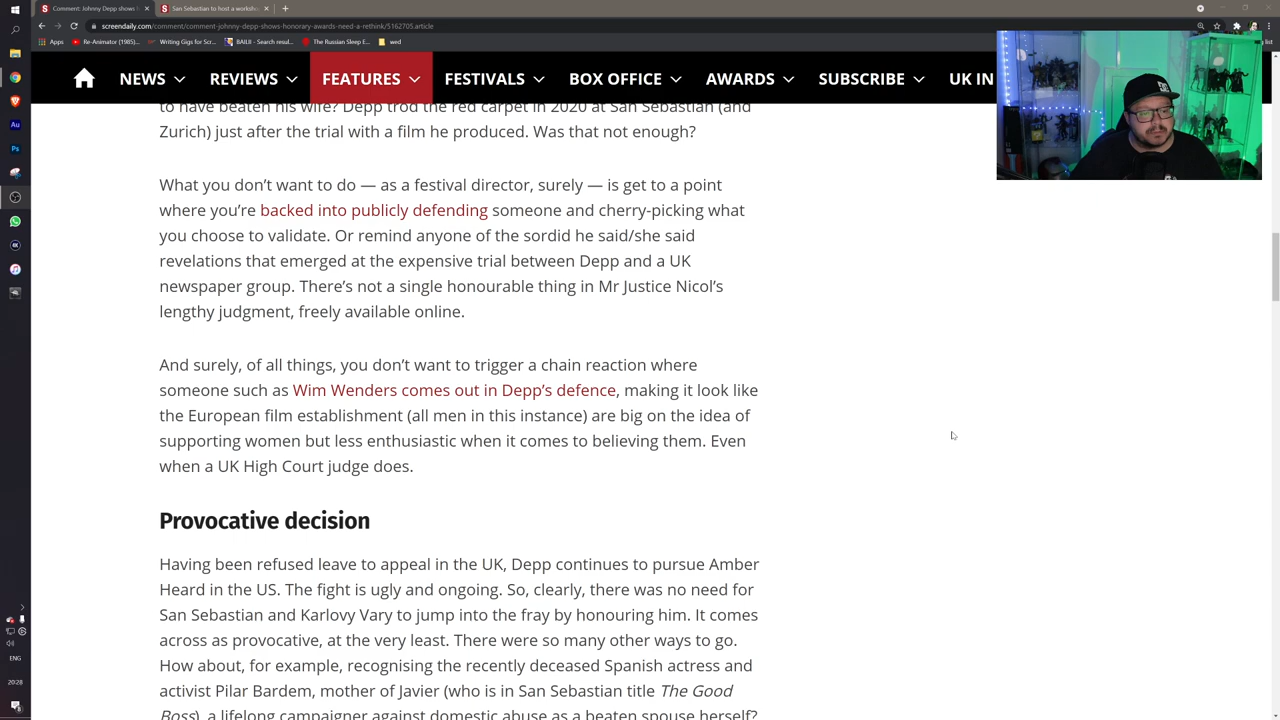 Comment: Johnny Depp shows h
San Sebastian to host a worksho
screendaily.com/comment/comment-johnny-depp-shows-honorary-awards-need-a-rethink/5162705.article
Apps Re-Animator (1985)... Writing Gigs for Scr... BAILII - Search resul... The Russian Sleep E... wed
NEWS REVIEWS FEATURES FESTIVALS BOX OFFICE AWARDS SUBSCRIBE UK IN
to have beaten his wife? Depp trod the red carpet in 2020 at San Sebastian (and
Zurich) just after the trial with a film he produced. Was that not enough?
What you don’t want to do — as a festival director, surely — is get to a point
where you’re backed into publicly defending someone and cherry-picking what
you choose to validate. Or remind anyone of the sordid he said/she said
revelations that emerged at the expensive trial between Depp and a UK
newspaper group. There’s not a single honourable thing in Mr Justice Nicol’s
lengthy judgment, freely available online.
And surely, of all things, you don’t want to trigger a chain reaction where
someone such as Wim Wenders comes out in Depp’s defence, making it look like
the European film establishment (all men in this instance) are big on the idea of
supporting women but less enthusiastic when it comes to believing them. Even
when a UK High Court judge does.
Provocative decision
Having been refused leave to appeal in the UK, Depp continues to pursue Amber
Heard in the US. The fight is ugly and ongoing. So, clearly, there was no need for
San Sebastian and Karlovy Vary to jump into the fray by honouring him. It comes
across as provocative, at the very least. There were so many other ways to go.
How about, for example, recognising the recently deceased Spanish actress and
activist Pilar Bardem, mother of Javier (who is in San Sebastian title The Good
Boss), a lifelong campaigner against domestic abuse as a beaten spouse herself?
Au
Ps
ENG
20:28